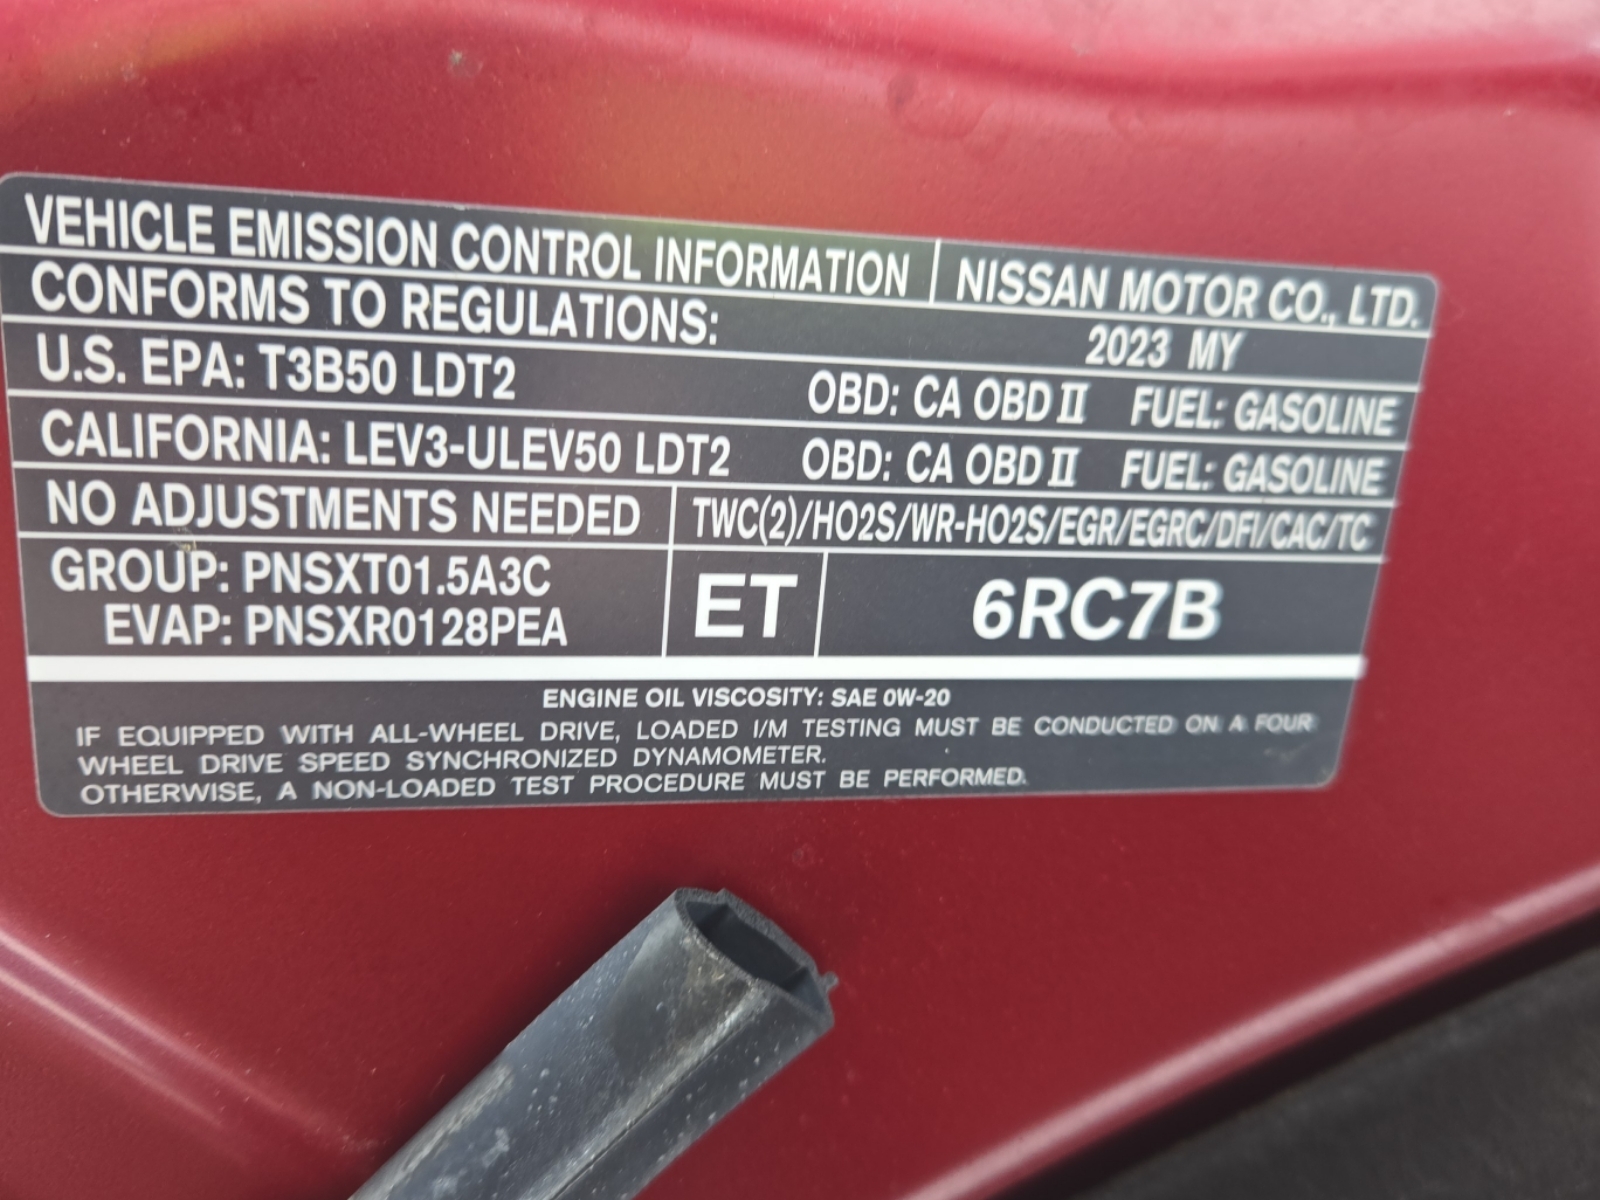 VEHICLE EMISSION CONTROL INFORMATION NISSAN MOTOR CO., LTD.
CONFORMS TO REGULATIONS: 2023 MY
U.S. EPA: T3B50 LDT2 OBD: CA OBD II FUEL: GASOLINE
CALIFORNIA: LEV3-ULEV50 LDT2 OBD: CA OBD II FUEL: GASOLINE
NO ADJUSTMENTS NEEDED TWC(2)/HO2S/WR-HO2S/EGR/EGRC/DFI/CAC/TC
GROUP: PNSXT01.5A3C
EVAP: PNSXR0128PEA
ET 6RC7B
ENGINE OIL VISCOSITY: SAE 0W-20
IF EQUIPPED WITH ALL-WHEEL DRIVE, LOADED I/M TESTING MUST BE CONDUCTED ON A FOUR
WHEEL DRIVE SPEED SYNCHRONIZED DYNAMOMETER.
OTHERWISE, A NON-LOADED TEST PROCEDURE MUST BE PERFORMED.